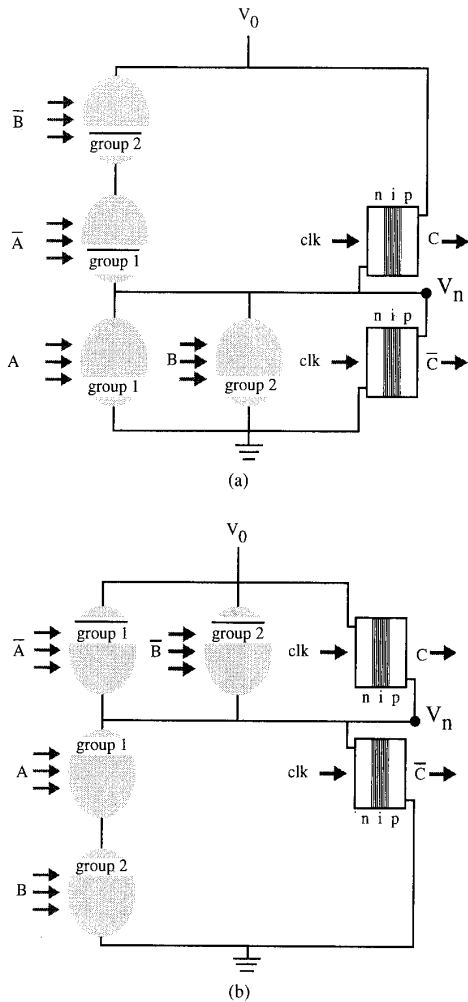 V₀
B̅
group 2
n i p
A̅
clk
C
group 1
Vₙ
n i p
A
B
clk
C̅
group 1
group 2
(a)
V₀
group 1
group 2
A̅
B̅
clk
C
n i p
Vₙ
group 1
A
clk
C̅
n i p
group 2
B
(b)